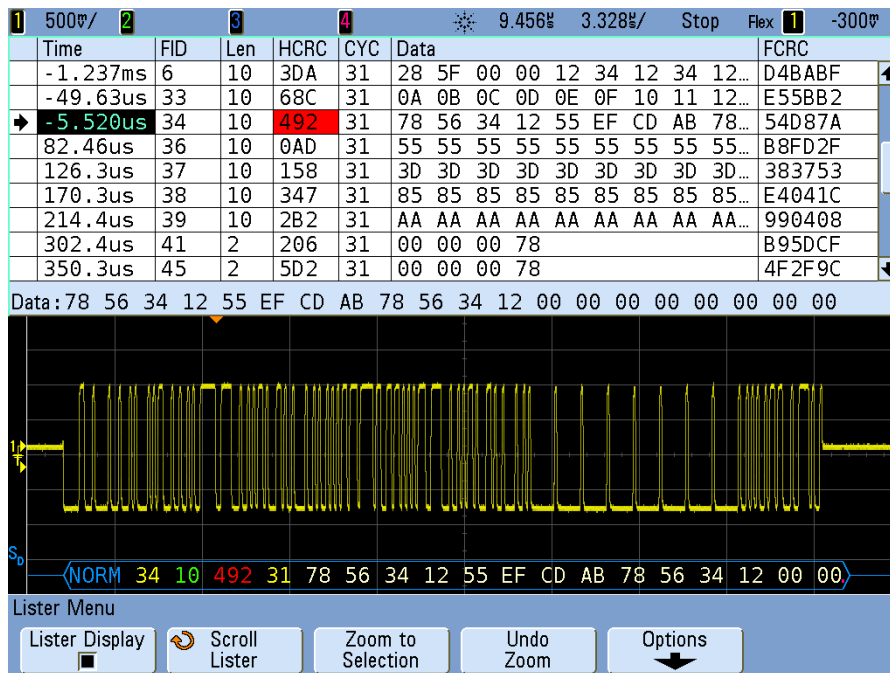 1 500mV/ 2 3 4 9.456ms 3.328ms/ Stop Flex 1 -300mV
Time FID Len HCRC CYC Data FCRC
-1.237ms 6 10 3DA 31 28 5F 00 00 12 34 12 34 12… D4BABF
-49.63us 33 10 68C 31 0A 0B 0C 0D 0E 0F 10 11 12… E55BB2
-5.520us 34 10 492 31 78 56 34 12 55 EF CD AB 78… 54D87A
82.46us 36 10 0AD 31 55 55 55 55 55 55 55 55 55… B8FD2F
126.3us 37 10 158 31 3D 3D 3D 3D 3D 3D 3D 3D 3D… 383753
170.3us 38 10 347 31 85 85 85 85 85 85 85 85 85… E4041C
214.4us 39 10 2B2 31 AA AA AA AA AA AA AA AA AA… 990408
302.4us 41 2 206 31 00 00 00 78 B95DCF
350.3us 45 2 5D2 31 00 00 00 78 4F2F9C
Data:78 56 34 12 55 EF CD AB 78 56 34 12 00 00 00 00 00 00 00 00
1
T
SD
NORM 34 10 492 31 78 56 34 12 55 EF CD AB 78 56 34 12 00 00
Lister Menu
Lister Display Scroll Lister Zoom to Selection Undo Zoom Options